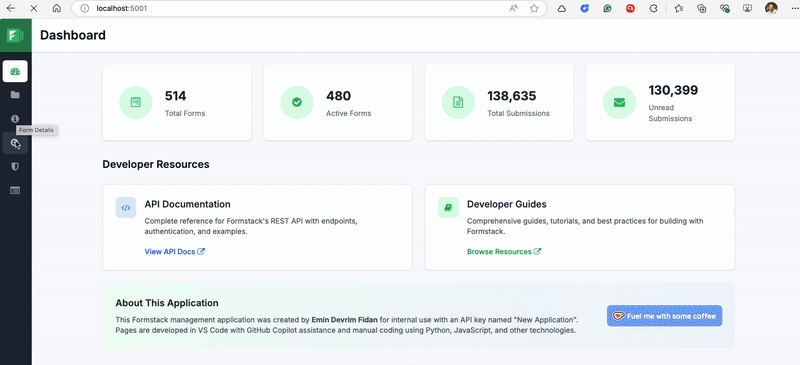 localhost:5001
Dashboard
514
Total Forms
480
Active Forms
138,635
Total Submissions
130,399
Unread
Submissions
Form Details
Developer Resources
API Documentation
Complete reference for Formstack's REST API with endpoints,
authentication, and examples.
View API Docs
Developer Guides
Comprehensive guides, tutorials, and best practices for building with
Formstack.
Browse Resources
About This Application
This Formstack management application was created by Emin Devrim Fidan for internal use with an API key named "New Application".
Pages are developed in VS Code with GitHub Copilot assistance and manual coding using Python, JavaScript, and other technologies.
Fuel me with some coffee